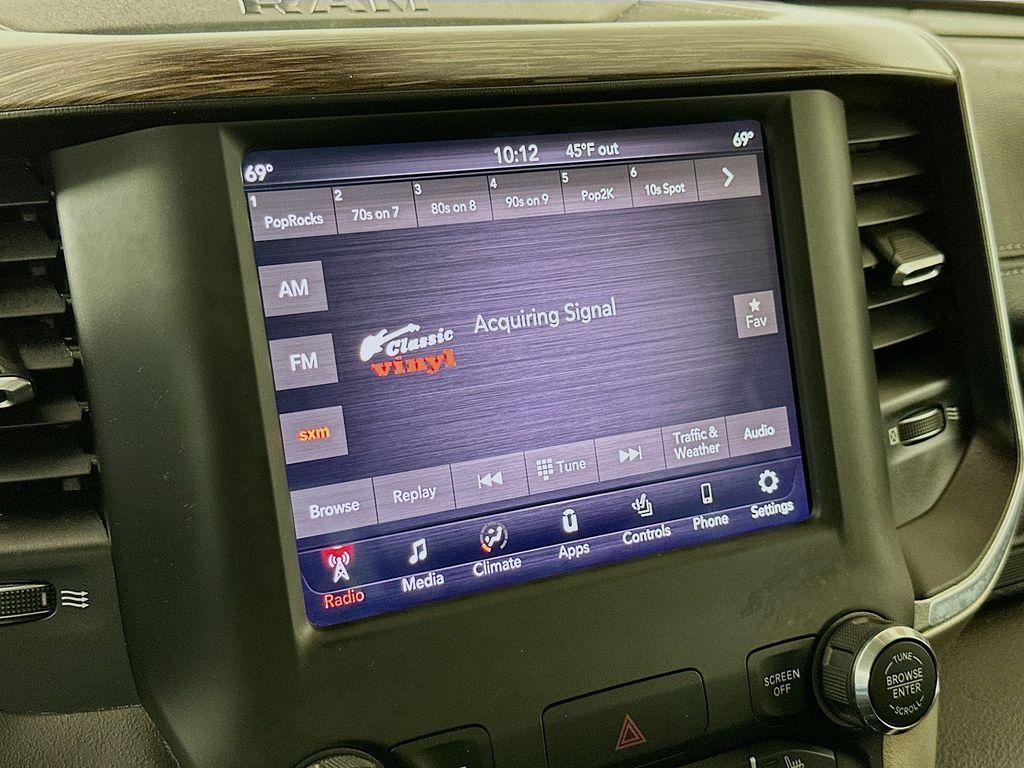 RAM
69° 10:12 45°F out 69°
1 PopRocks 2 70s on 7 3 80s on 8 4 90s on 9 5 Pop2K 6 10s Spot
AM
Classic
vinyl
Acquiring Signal
Fav
FM
sxm
Browse Replay Tune Traffic &
Weather Audio
Radio Media Climate Apps Controls Phone Settings
SCREEN
OFF
TUNE
BROWSE
ENTER
SCROLL